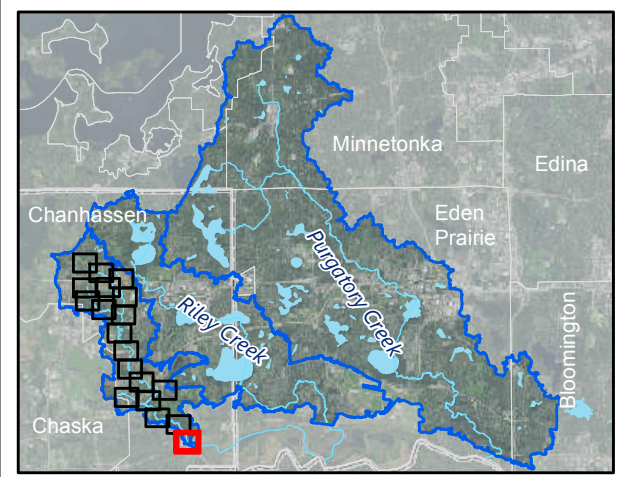 Minnetonka
Edina
Chanhassen
Eden
Prairie
Purgatory Creek
Riley Creek
Bloomington
Chaska